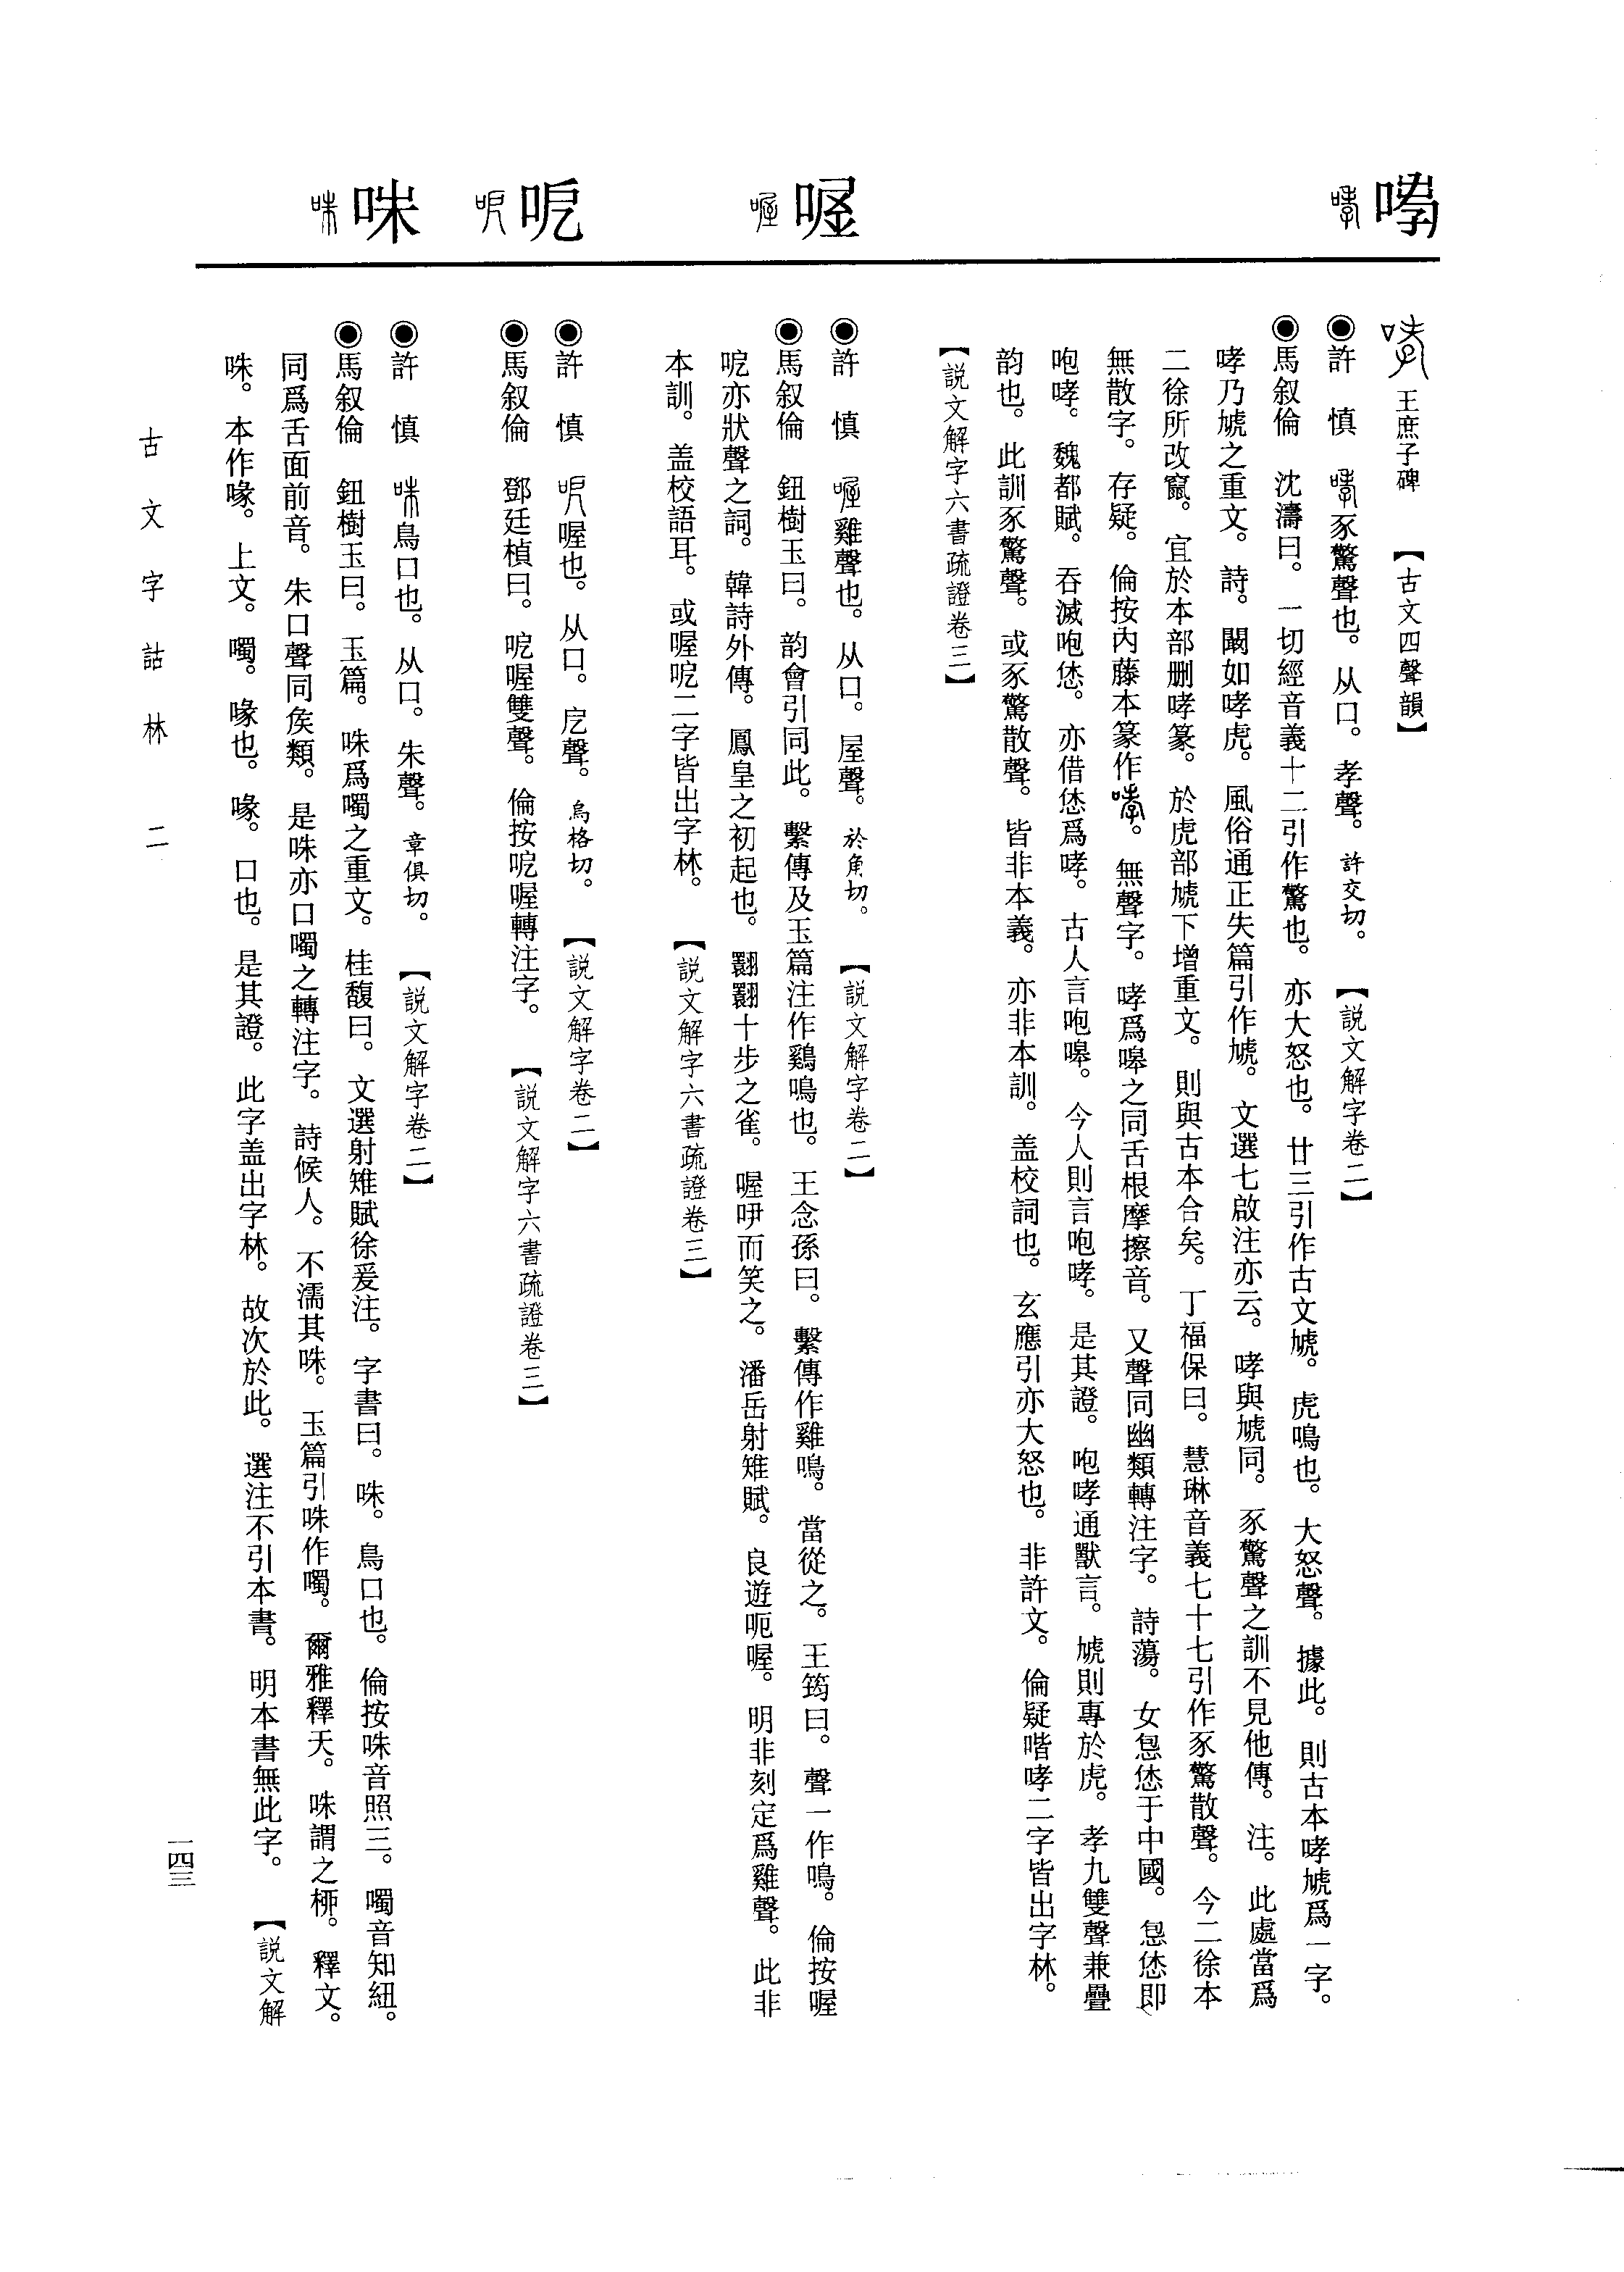 哮
喔
呝
咮
王庶子碑　【古文四聲韻】
◉許　慎　豕驚聲也。从口。孝聲。許交切。　【説文解字卷二】
◉馬叙倫　沈濤曰。一切經音義十二引作驚也。亦大怒也。廿三引作古文唬。虎鳴也。大怒聲。據此。則古本哮唬爲一字。
哮乃唬之重文。詩。闞如哮虎。風俗通正失篇引作唬。文選七啟注亦云。哮與唬同。豕驚聲之訓不見他傳。注。此處當爲
二徐所改竄。宜於本部删哮篆。於虎部唬下增重文。則與古本合矣。丁福保曰。慧琳音義七十七引作豕驚散聲。今二徐本
無散字。存疑。倫按内藤本篆作。無聲字。哮爲嗥之同舌根摩擦音。又聲同幽類轉注字。詩蕩。女炰烋于中國。炰烋即
咆哮。魏都賦。吞滅咆烋。亦借烋爲哮。古人言咆嗥。今人則言咆哮。是其證。咆哮通獸言。唬則專於虎。孝九雙聲兼疊
韵也。此訓豕驚聲。或豕驚散聲。皆非本義。亦非本訓。盖校詞也。玄應引亦大怒也。非許文。倫疑喈哮二字皆出字林。
【説文解字六書疏證卷三】
◉許　慎　雞聲也。从口。屋聲。於角切。　【説文解字卷二】
◉馬叙倫　鈕樹玉曰。韵會引同此。繫傳及玉篇注作鷄鳴也。王念孫曰。繫傳作雞鳴。當從之。王筠曰。聲一作鳴。倫按喔
呝亦狀聲之詞。韓詩外傳。鳳皇之初起也。翾翾十步之雀。喔吚而笑之。潘岳射雉賦。良遊呃喔。明非刻定爲雞聲。此非
本訓。盖校語耳。或喔呝二字皆出字林。　【説文解字六書疏證卷三】
◉許　慎　喔也。从口。戹聲。烏格切。　【説文解字卷二】
◉馬叙倫　鄧廷楨曰。呝喔雙聲。倫按呝喔轉注字。　【説文解字六書疏證卷三】
◉許　慎　鳥口也。从口。朱聲。章俱切。　【説文解字卷二】
◉馬叙倫　鈕樹玉曰。玉篇。咮爲噣之重文。桂馥曰。文選射雉賦徐爰注。字書曰。咮。鳥口也。倫按咮音照三。噣音知紐。
同爲舌面前音。朱口聲同矦類。是咮亦口噣之轉注字。詩候人。不濡其咮。玉篇引咮作噣。爾雅釋天。咮謂之柳。釋文。
咮。本作喙。上文。噣。喙也。喙。口也。是其證。此字盖出字林。故次於此。選注不引本書。明本書無此字。　【説文解
古文字詁林　二
一四三